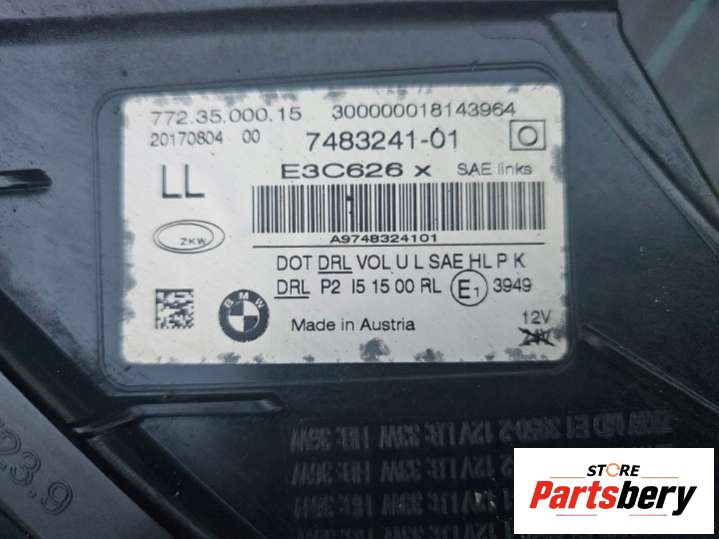 772.35.000.15 300000018143964
20170804 00 7483241-01
LL E3C626 x SAE links
ZKW
A9748324101
DOT DRL VOL U L SAE HL P K
DRL P2 I5 15 00 RL E1 3949
BMW
Made in Austria
12V
23.9
STORE
Partsbery